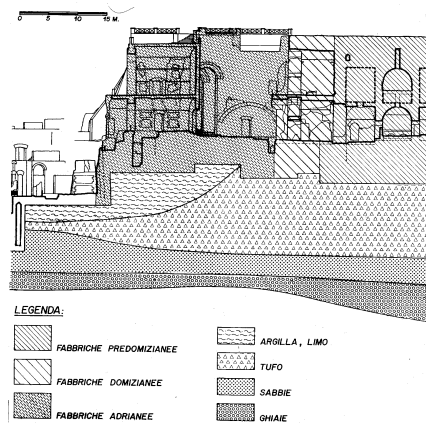 0 5 10 15 M.
LEGENDA:
FABBRICHE PREDOMIZIANEE
FABBRICHE DOMIZIANEE
FABBRICHE ADRIANEE
ARGILLA, LIMO
TUFO
SABBIE
GHIAIE